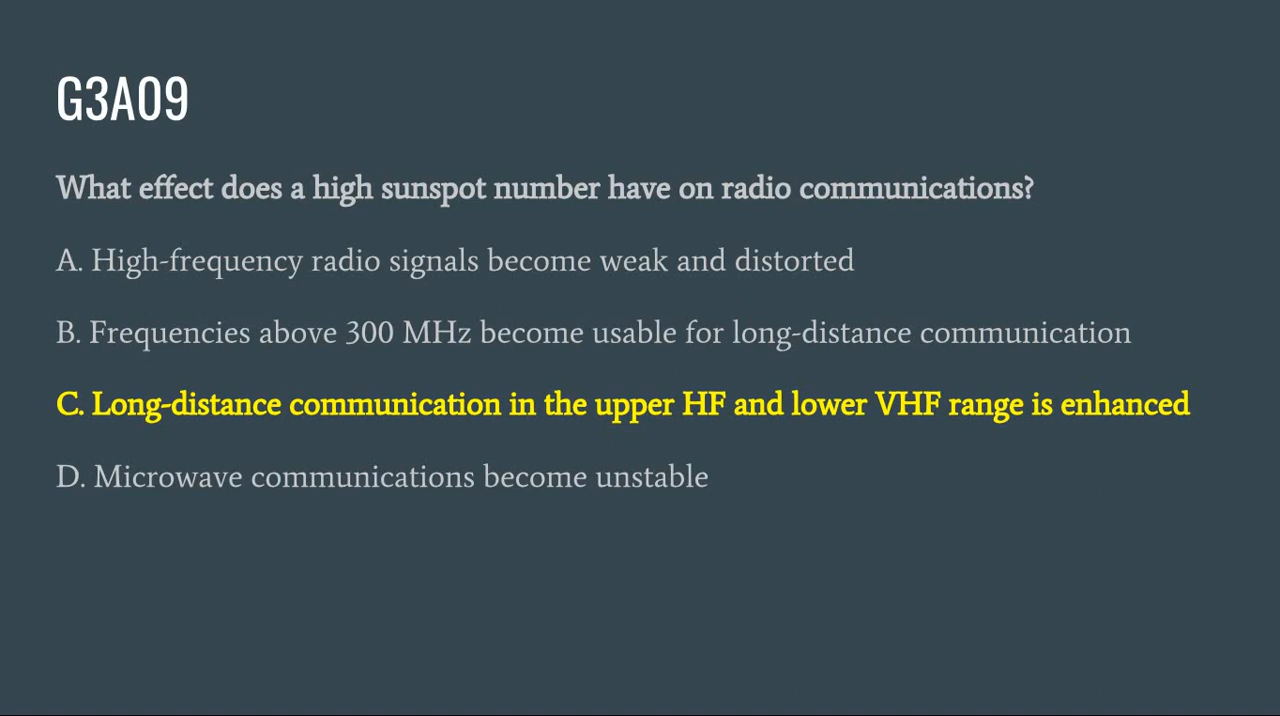 G3A09
What effect does a high sunspot number have on radio communications?
A. High-frequency radio signals become weak and distorted
B. Frequencies above 300 MHz become usable for long-distance communication
C. Long-distance communication in the upper HF and lower VHF range is enhanced
D. Microwave communications become unstable